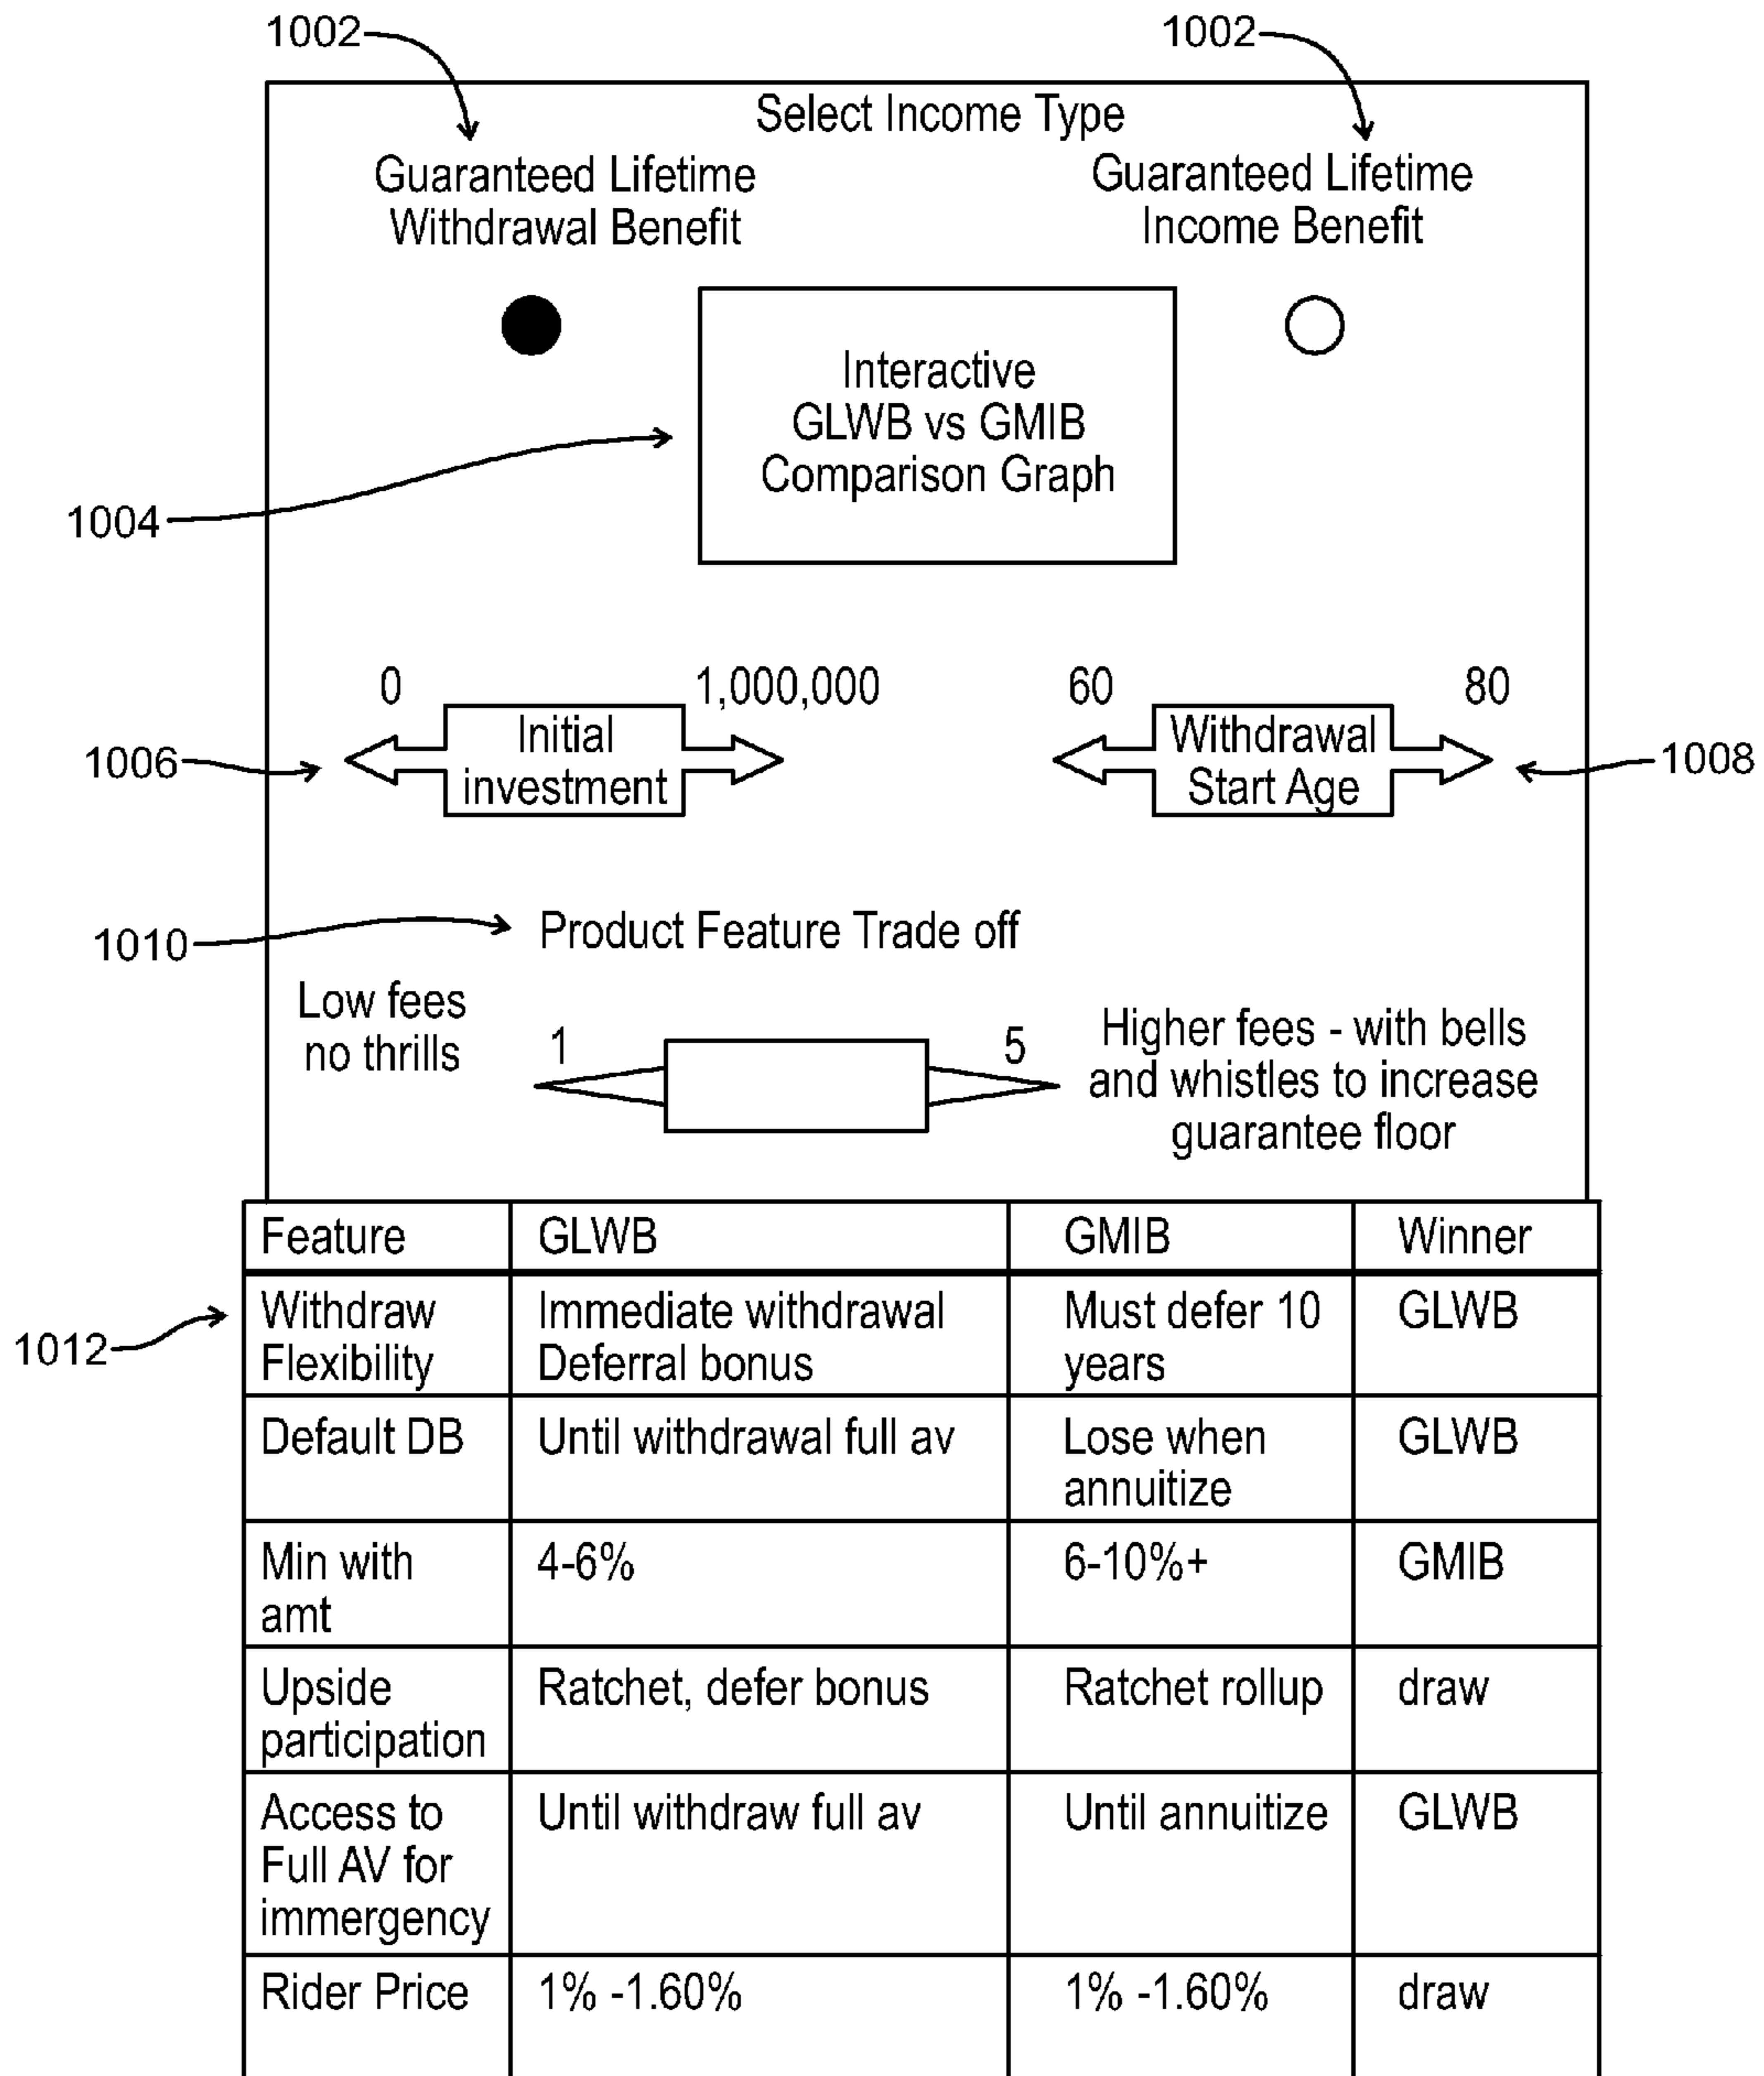 1002 1002
Select Income Type
Guaranteed Lifetime
Withdrawal Benefit
Guaranteed Lifetime
Income Benefit
Interactive
GLWB vs GMIB
Comparison Graph
1004
0 1,000,000 60 80
1006
Initial
investment
Withdrawal
Start Age
1008
1010
Product Feature Trade off
Low fees
no thrills
1 5
Higher fees - with bells
and whistles to increase
guarantee floor
Feature GLWB GMIB Winner
1012
Withdraw
Flexibility
Immediate withdrawal
Deferral bonus
Must defer 10
years
GLWB
Default DB
Until withdrawal full av
Lose when
annuitize
GLWB
Min with
amt
4-6%
6-10%+
GMIB
Upside
participation
Ratchet, defer bonus
Ratchet rollup
draw
Access to
Full AV for
immergency
Until withdraw full av
Until annuitize
GLWB
Rider Price
1% -1.60%
1% -1.60%
draw